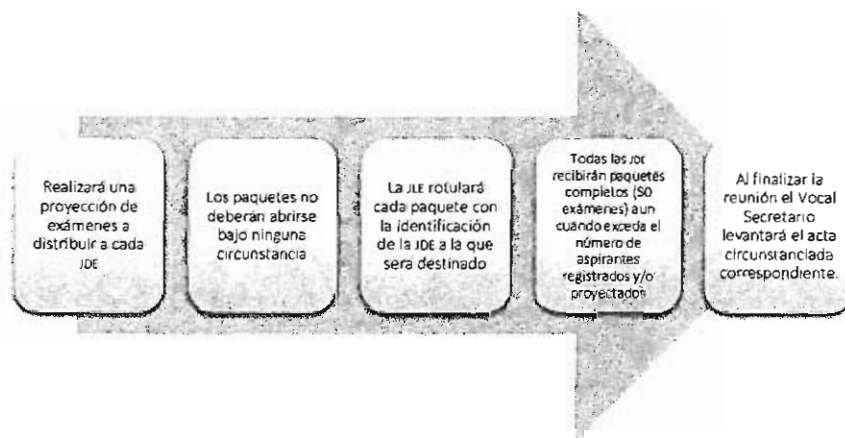 Realizará una
proyección de
exámenes a
distribuir a cada
JDE
Los paquetes no
deberán abrirse
bajo ninguna
circunstancia
La JLE rotulará
cada paquete con
la identificación
de la JDE a la que
sera destinado
Todas las JDE
recibirán paquetes
completos (50
exámenes) aun
cuando exceda el
número de
aspirantes
registrados y/o
proyectados
Al finalizar la
reunión el Vocal
Secretario
levantará el acta
circunstanciada
correspondiente.